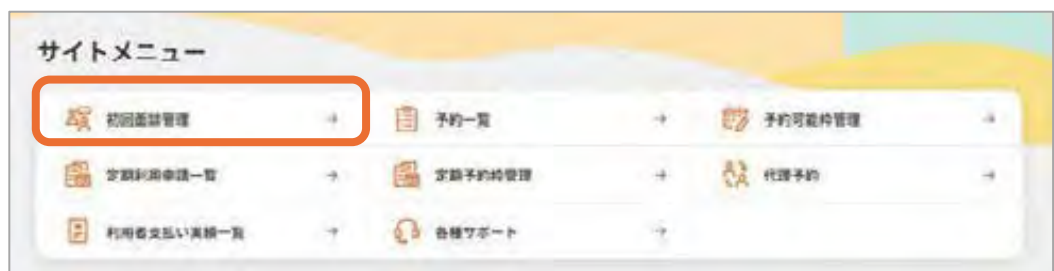 サイトメニュー
初回面談管理 → 予約一覧 → 予約可能枠管理 →
定期利用申請一覧 → 定期予約枠管理 → 代理予約 →
利用者支払い実績一覧 → 各種サポート →